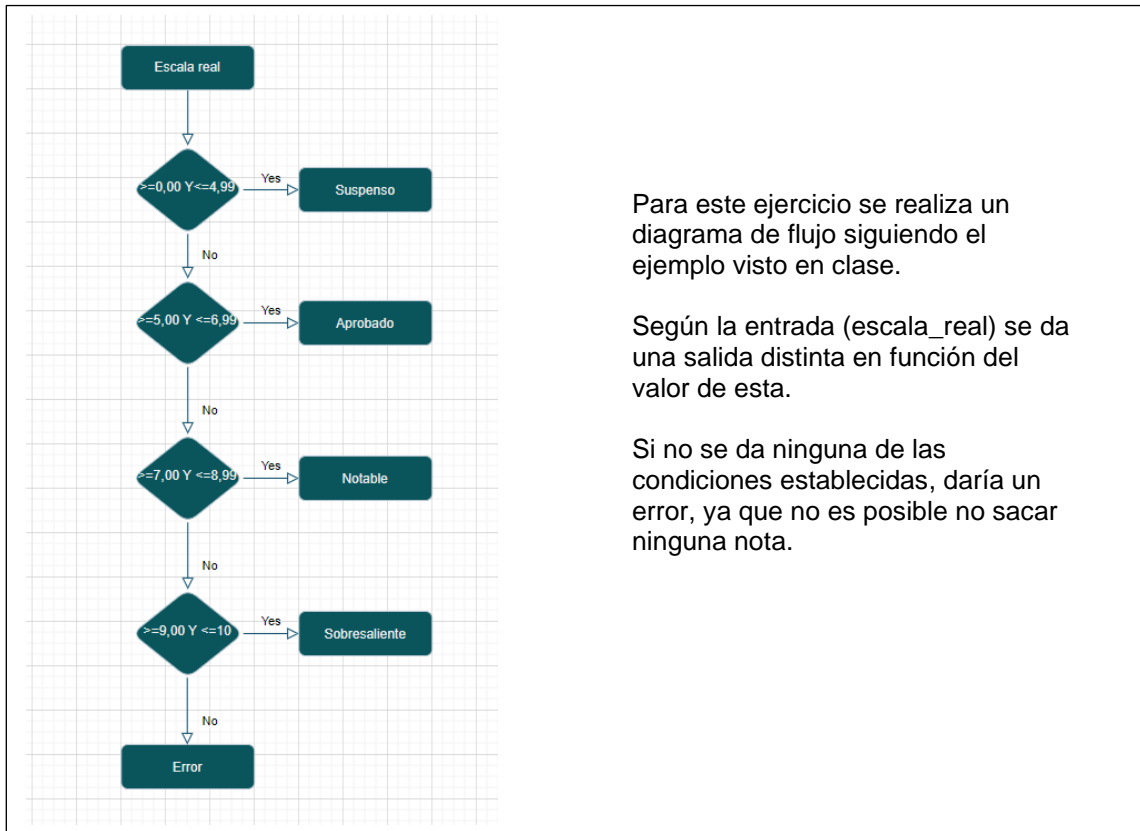 Escala real
>=0,00 Y<=4,99
Yes
Suspenso
No
>=5,00 Y <=6,99
Yes
Aprobado
No
>=7,00 Y <=8,99
Yes
Notable
No
>=9,00 Y <=10
Yes
Sobresaliente
No
Error
Para este ejercicio se realiza un
diagrama de flujo siguiendo el
ejemplo visto en clase.
Según la entrada (escala_real) se da
una salida distinta en función del
valor de esta.
Si no se da ninguna de las
condiciones establecidas, daría un
error, ya que no es posible no sacar
ninguna nota.